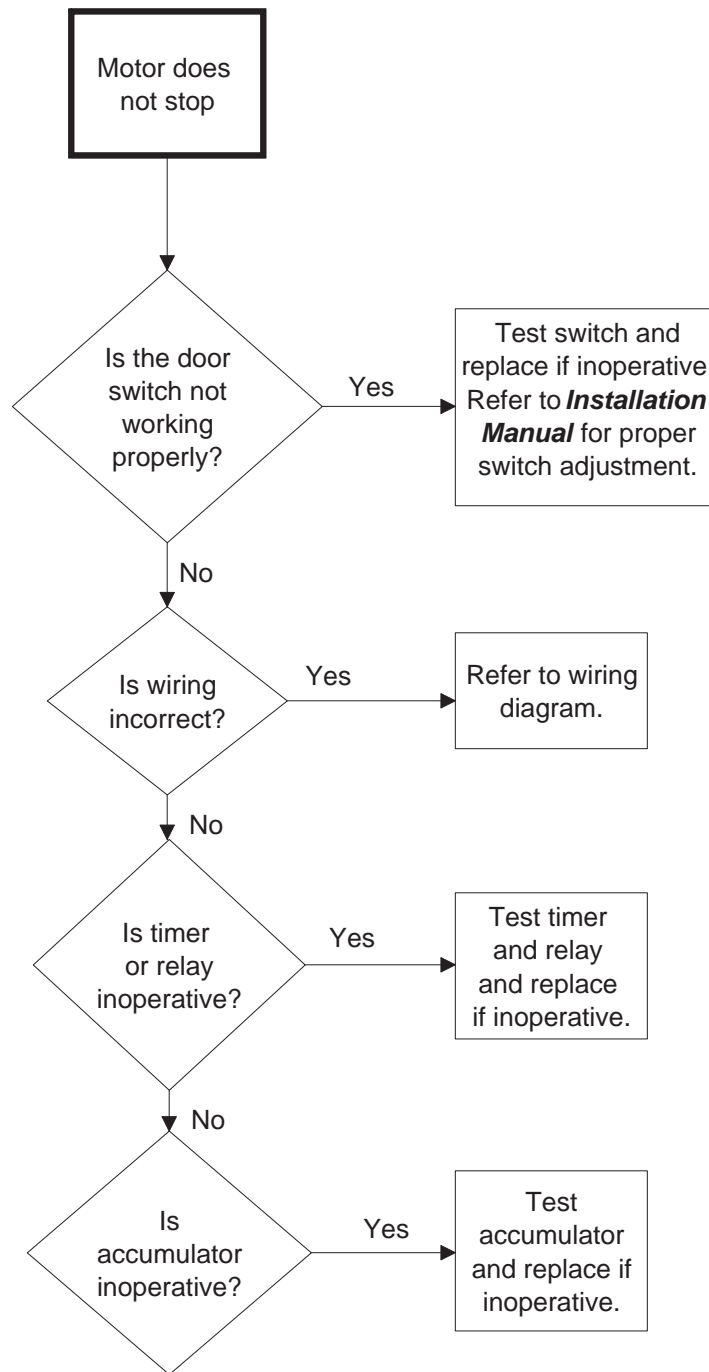 Motor does
not stop
Is the door
switch not
working
properly?
Yes
Test switch and
replace if inoperative
Refer to Installation
Manual for proper
switch adjustment.
No
Is wiring
incorrect?
Yes
Refer to wiring
diagram.
No
Is timer
or relay
inoperative?
Yes
Test timer
and relay
and replace
if inoperative.
No
Is
accumulator
inoperative?
Yes
Test
accumulator
and replace if
inoperative.